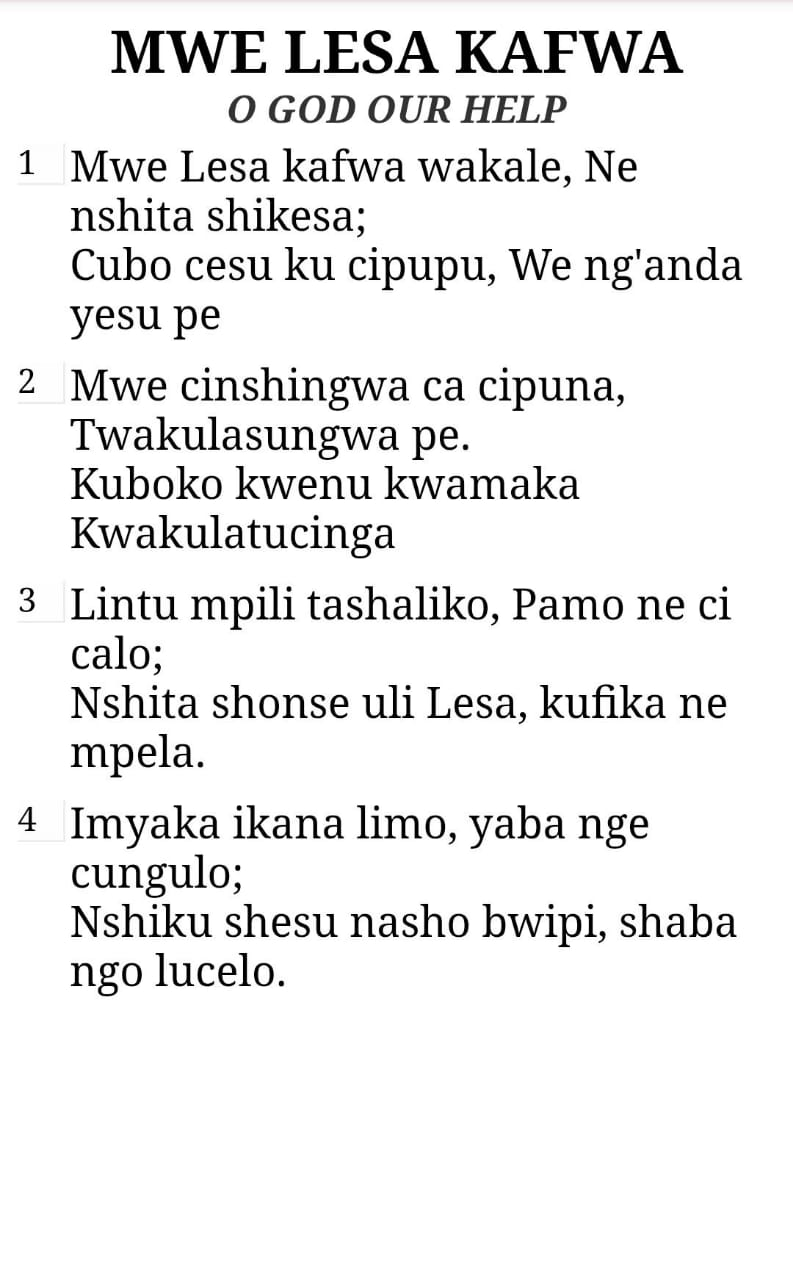 MWE LESA KAFWA
O GOD OUR HELP
1 Mwe Lesa kafwa wakale, Ne
nshita shikesa;
Cubo cesu ku cipupu, We ng'anda
yesu pe
2 Mwe cinshingwa ca cipuna,
Twakulasungwa pe.
Kuboko kwenu kwamaka
Kwakulatucinga
3 Lintu mpili tashaliko, Pamo ne ci
calo;
Nshita shonse uli Lesa, kufika ne
mpela.
4 Imyaka ikana limo, yaba nge
cungulo;
Nshiku shesu nasho bwipi, shaba
ngo lucelo.